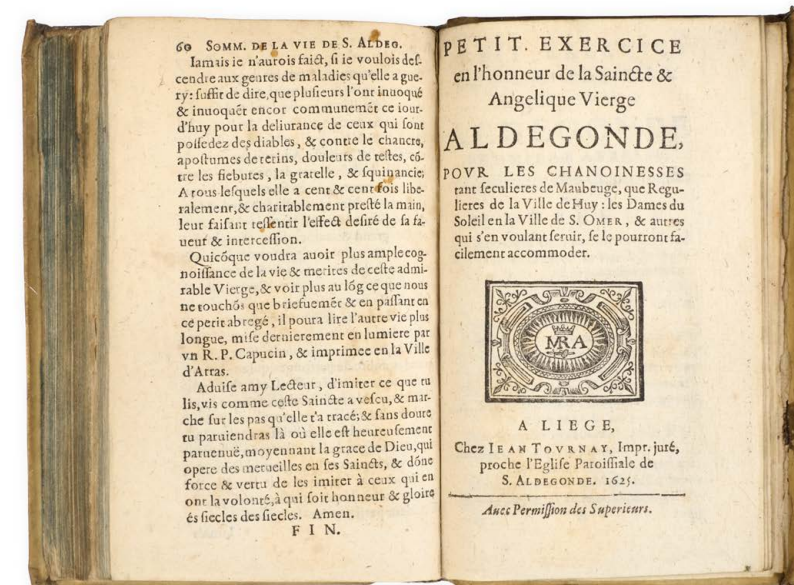 60 SOMM. DE LA VIE DE S. ALDEG.
Iamais ie n'aurois faict, si ie voulois des-
cendre aux genres de maladies qu'elle a gue-
ry: suffit de dire, que plusieurs l'ont inuoqué
& inuoquẽt encor communemẽt ce iour-
d'huy pour la deliurance de ceux qui sont
possedez des diables, & contre le chancre,
apostumes de tetins, douleurs de testes, cõ-
tre les fiebures, la gratelle, & squinancie;
A tous lesquels elle a cent & cent fois libe-
ralement, & charitablement presté la main,
leur faisant ressentir l'effect desiré de sa fa-
ueur & intercession.
Quicõque voudra auoir plus ample cog-
noissance de la vie & merites de ceste admi-
rable Vierge, & voir plus au lõg ce que nous
ne touchõs que briefuemẽt & en passant en
ce petit abregé, il poura lire l'autre vie plus
longue, mise dernierement en lumiere par
vn R. P. Capucin, & imprimee en la Ville
d'Arras.
Aduise amy Lecteur, d'imiter ce que tu
lis, vis comme ceste Saincte a vescu, & mar-
che sur les pas qu'elle t'a tracé; & sans doute
tu paruiendras là où elle est heureusement
paruenuë, moyennant la grace de Dieu, qui
opere des merueilles en ses Saincts, & dõne
force & vertu de les imiter à ceux qui en
ont la volonté, à qui soit honneur & gloire
és siecles des siecles. Amen.
FIN.
PETIT. EXERCICE
en l'honneur de la Saincte &
Angelique Vierge
ALDEGONDE,
POVR LES CHANOINESSES
tant seculieres de Maubeuge, que Regu-
lieres de la Ville de Huy: les Dames du
Soleil en la Ville de S. OMER, & autres
qui s'en voulant seruir, se le pourront fa-
cilement accommoder.
MRA
A LIEGE,
Chez IEAN TOVRNAY, Impr. juré,
proche l'Eglise Paroissiale de
S. ALDEGONDE. 1625.
Auec Permission des Superieurs.